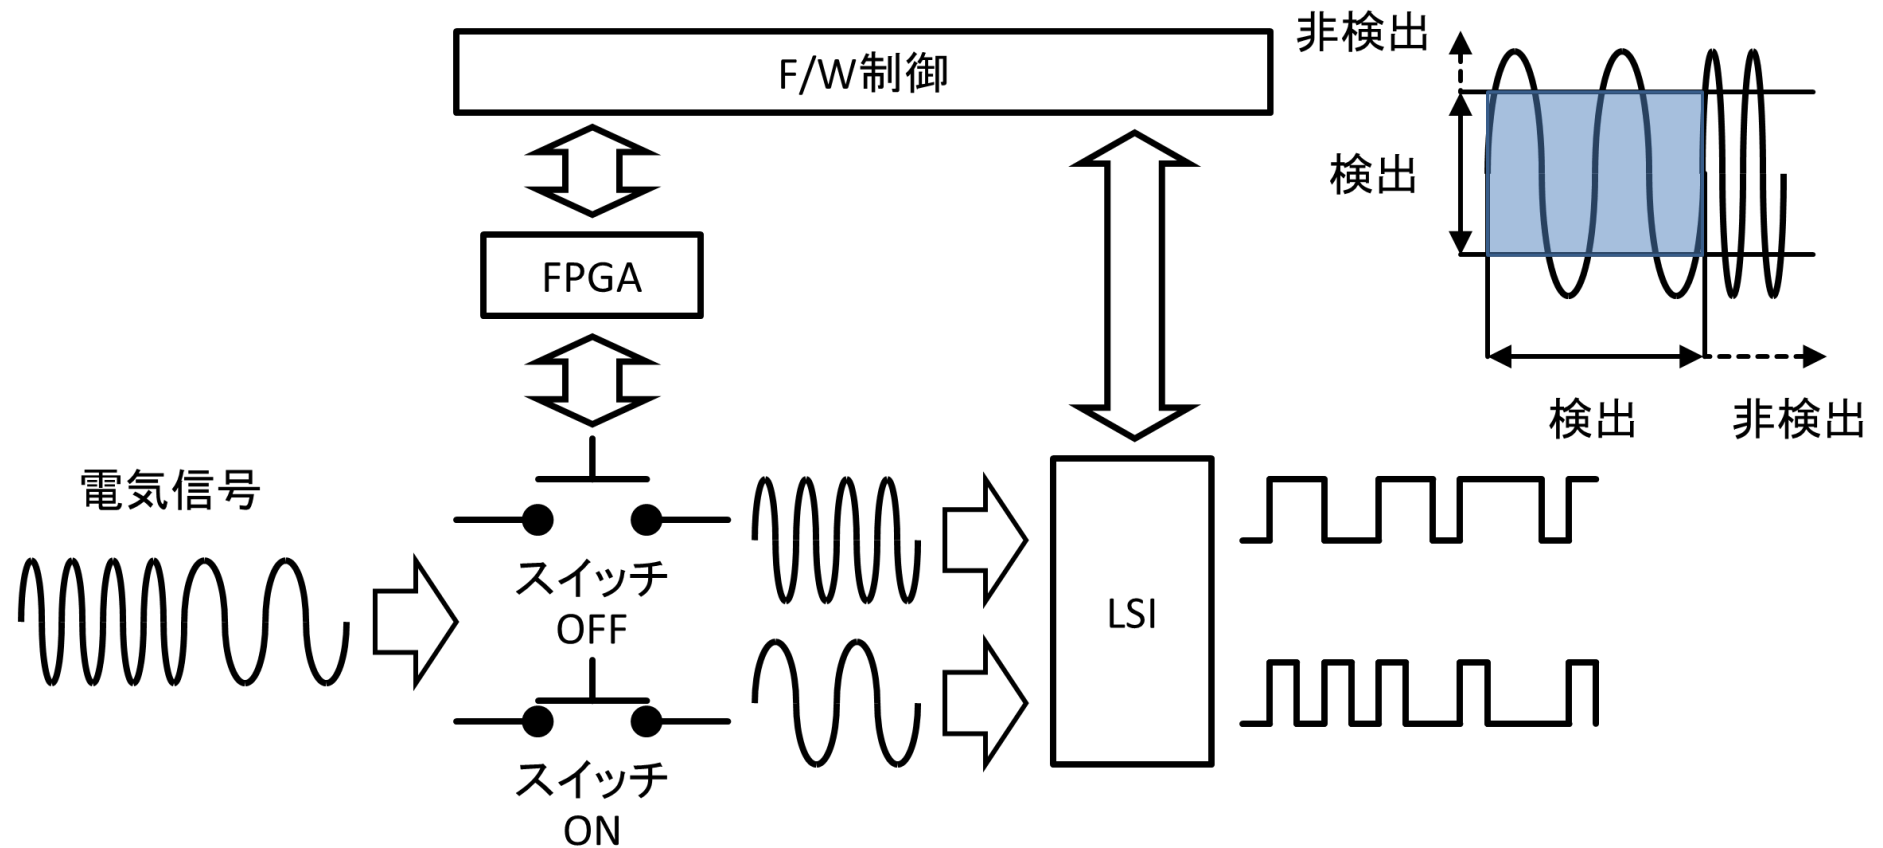 F/W制御
非検出
検出
FPGA
検出
非検出
電気信号
スイッチ
OFF
LSI
スイッチ
ON